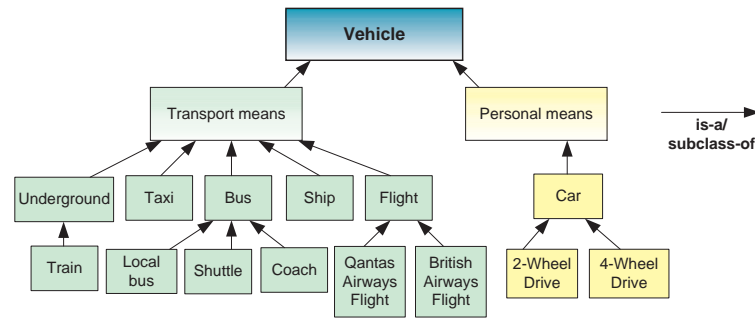 Vehicle
Transport means
Personal means
is-a/
subclass-of
Underground
Taxi
Bus
Ship
Flight
Car
Train
Local
bus
Shuttle
Coach
Qantas
Airways
Flight
British
Airways
Flight
2-Wheel
Drive
4-Wheel
Drive